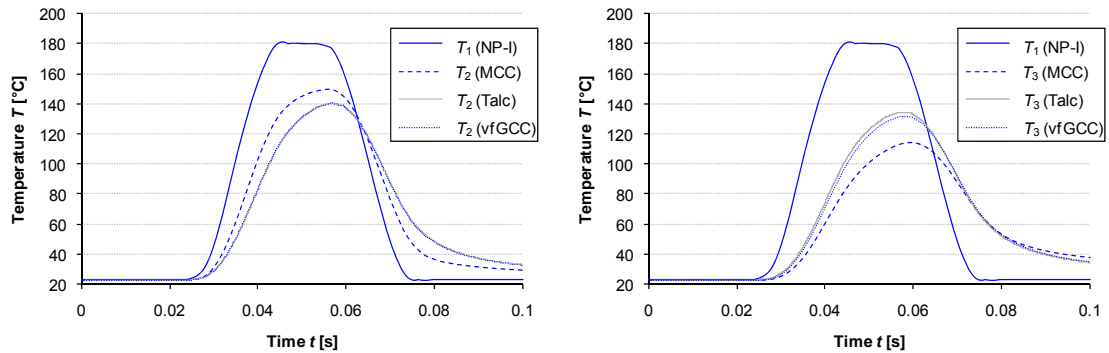 Temperature T [°C]
200
180
160
140
120
100
80
60
40
20
0
0.02
0.04
0.06
0.08
0.1
Time t [s]
T1 (NP-I)
T2 (MCC)
T2 (Talc)
T2 (vfGCC)
Temperature T [°C]
200
180
160
140
120
100
80
60
40
20
0
0.02
0.04
0.06
0.08
0.1
Time t [s]
T1 (NP-I)
T3 (MCC)
T3 (Talc)
T3 (vfGCC)